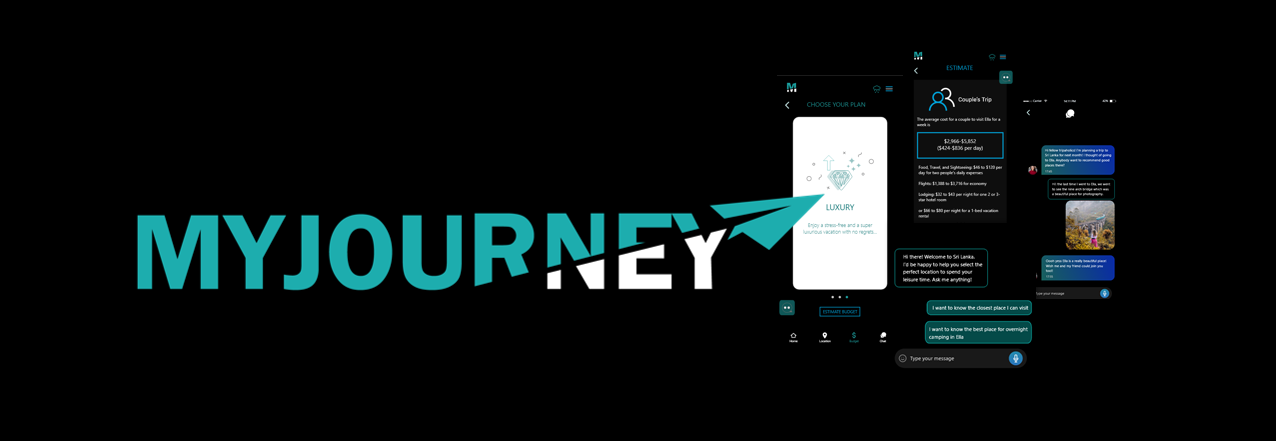 MYJOURNEY
M
CHOOSE YOUR PLAN
LUXURY
Enjoy a stress-free and a super
luxurious vacation with no regrets...
ESTIMATE BUDGET
Home
Location
Budget
Chat
M
ESTIMATE
Couple's Trip
The average cost for a couple to visit Ella for a
week is
$2,966-$5,852
($424-$836 per day)
Food, Travel, and Sightseeing: $46 to $120 per
day for two people's daily expenses
Flights: $1,388 to $3,716 for economy
Lodging: $32 to $43 per night for one 2 or 3-
star hotel room
or $66 to $80 per night for a 1-bed vacation
rental
Hi there! Welcome to Sri Lanka.
I'd be happy to help you select the
perfect location to spend your
leisure time. Ask me anything!
I want to know the closest place I can visit
I want to know the best place for overnight
camping in Ella
Type your message
Carrier
42%
Hi fellow tripaholics! I'm planning a trip to
Sri Lanka for next month! I thought of going
to Ella. Anybody want to recommend good
places there?
Hi the last time I went to Ella, we went
to see the nine arch bridge which was
a beautiful place for photography.
Ooh yes Ella is a really beautiful place!
Wish me and my friend could join you
too!!
Type your message